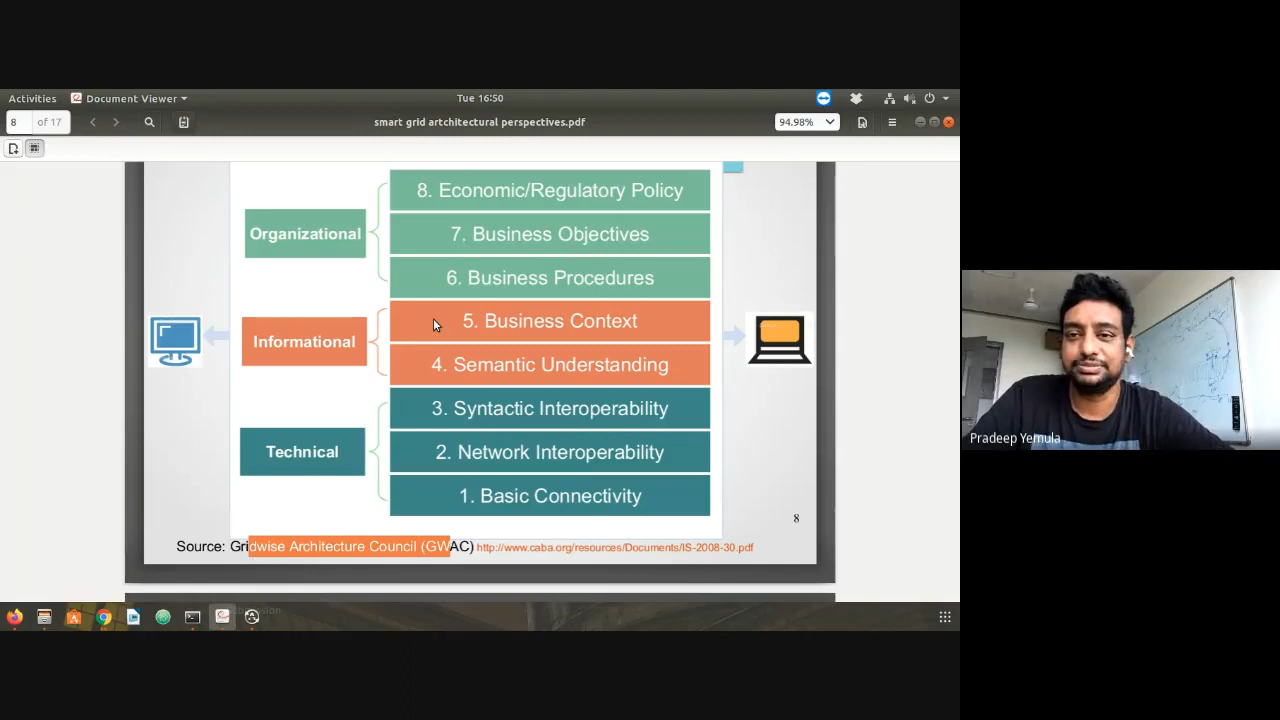 Activities
Document Viewer
Tue 16:50
8
of 17
smart grid artchitectural perspectives.pdf
94.98%
8. Economic/Regulatory Policy
Organizational
7. Business Objectives
6. Business Procedures
5. Business Context
Informational
4. Semantic Understanding
3. Syntactic Interoperability
Technical
2. Network Interoperability
1. Basic Connectivity
8
Source: Gridwise Architecture Council (GWAC) http://www.caba.org/resources/Documents/IS-2008-30.pdf
Pradeep Yemula